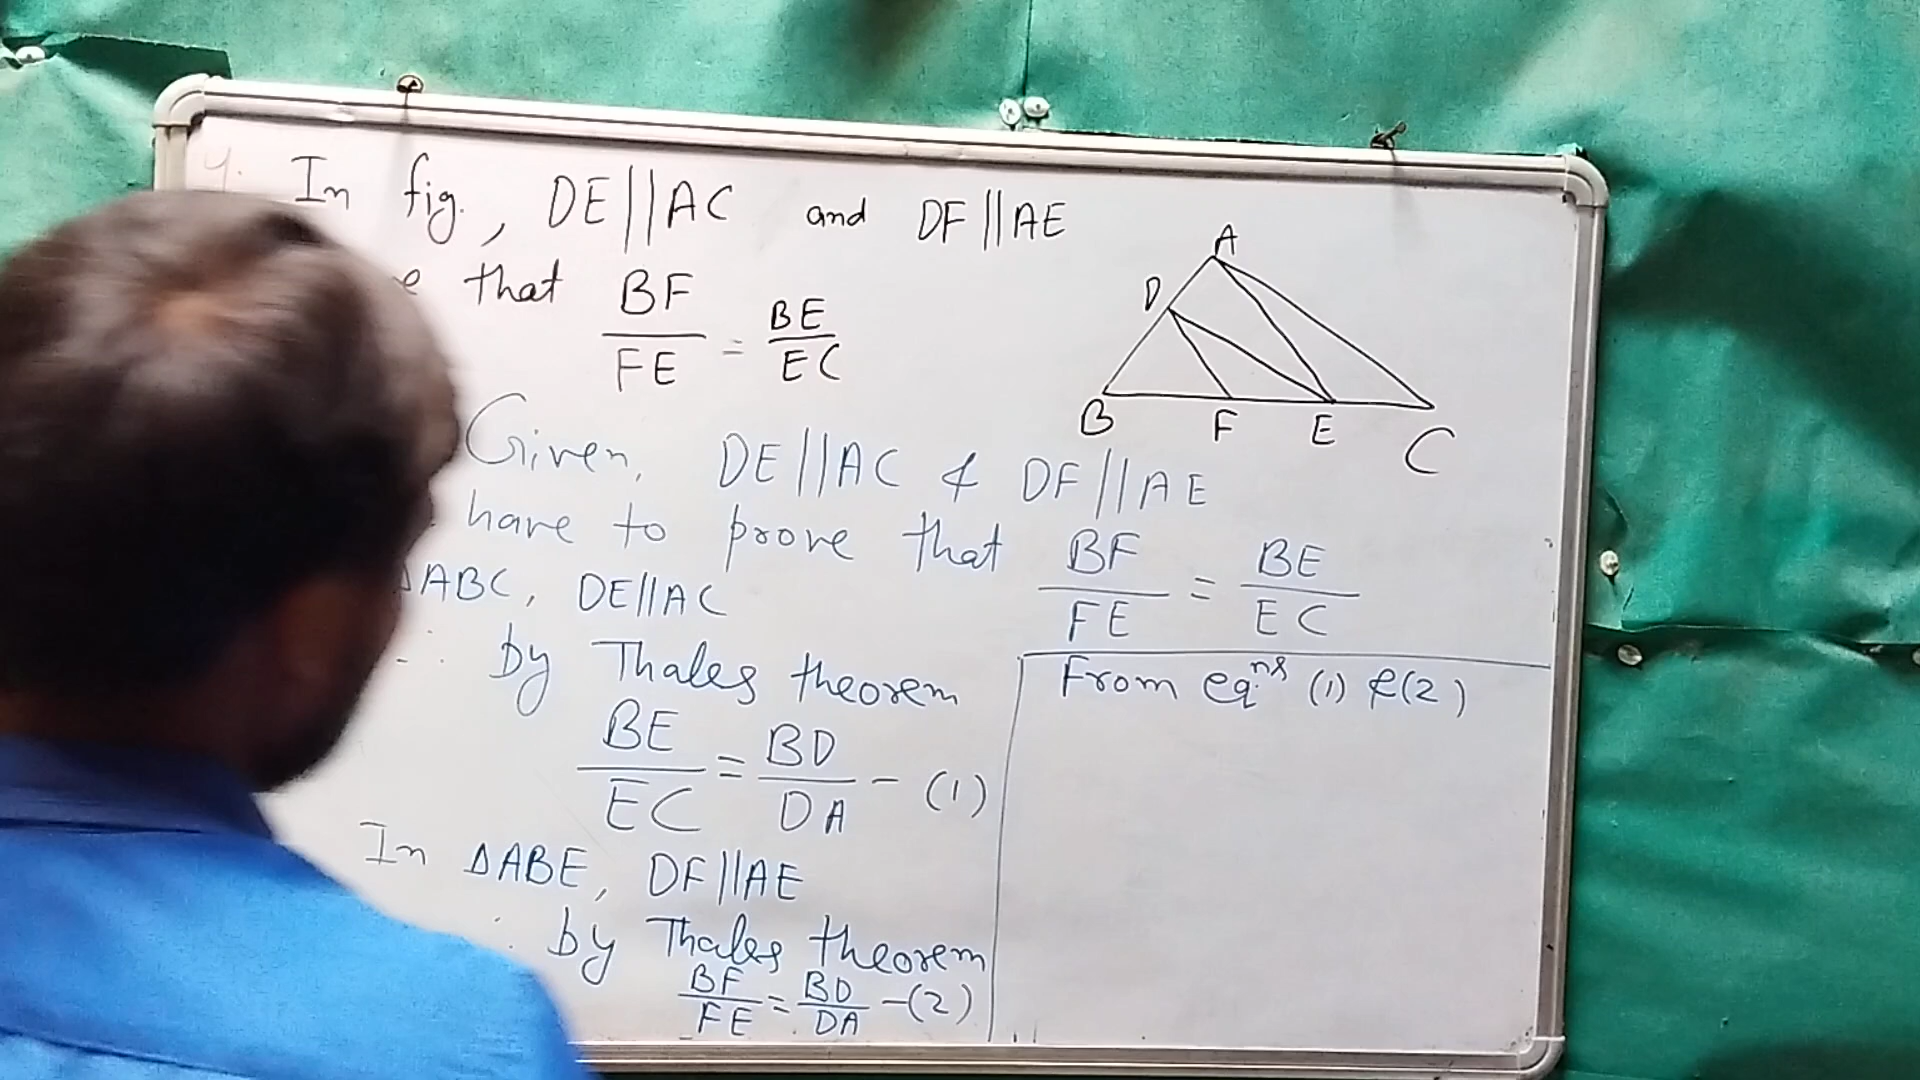 In fig., DE||AC and DF||AE
that BF/FE = BE/EC
A
D
B F E C
Given, DE||AC & DF||AE
have to prove that BF/FE = BE/EC
ΔABC, DE||AC
∴ by Thales theorem
BE/EC = BD/DA - (1)
In ΔABE, DF||AE
by Thales theorem
BF/FE = BD/DA - (2)
From eqⁿˢ (1) & (2)